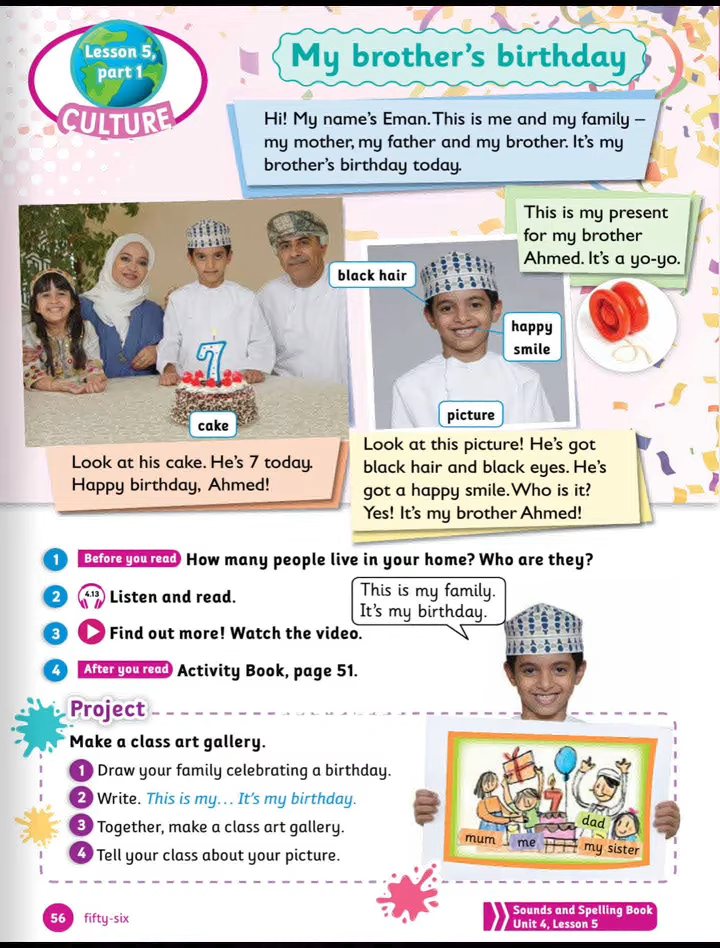 Lesson 5,
part 1
CULTURE
My brother's birthday
Hi! My name's Eman. This is me and my family –
my mother, my father and my brother. It's my
brother's birthday today.
This is my present
for my brother
Ahmed. It's a yo-yo.
black hair
happy
smile
picture
7
cake
Look at his cake. He's 7 today.
Happy birthday, Ahmed!
Look at this picture! He's got
black hair and black eyes. He's
got a happy smile. Who is it?
Yes! It's my brother Ahmed!
1 Before you read How many people live in your home? Who are they?
2 4.13 Listen and read.
3 Find out more! Watch the video.
4 After you read Activity Book, page 51.
This is my family.
It's my birthday.
Project
Make a class art gallery.
1 Draw your family celebrating a birthday.
2 Write. This is my... It's my birthday.
3 Together, make a class art gallery.
4 Tell your class about your picture.
7
mum
me
dad
my sister
56 fifty-six
Sounds and Spelling Book
Unit 4, Lesson 5